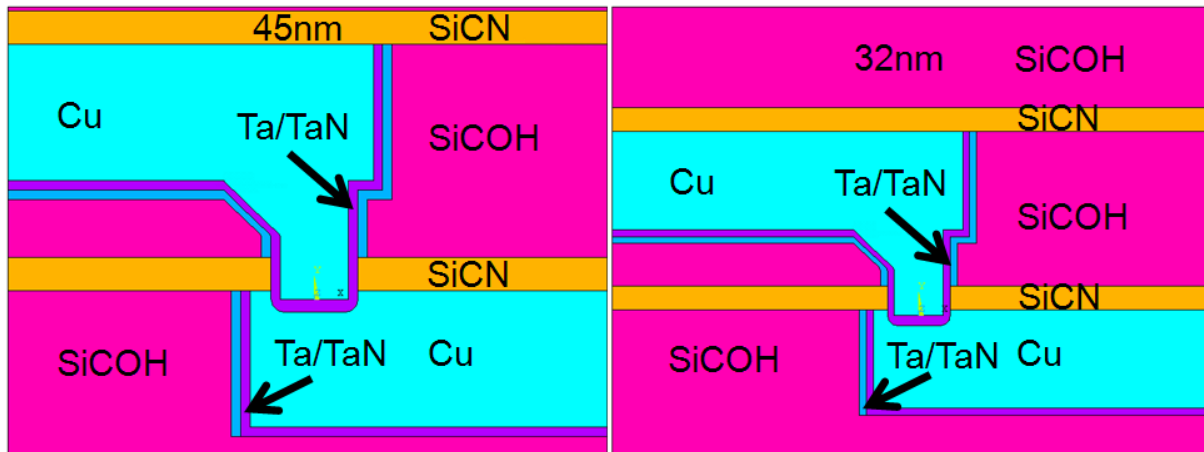 45nm SiCN
Cu
Ta/TaN
SiCOH
SiCN
SiCOH
Ta/TaN
Cu
32nm SiCOH
SiCN
Cu
Ta/TaN
SiCOH
SiCN
SiCOH
Ta/TaN
Cu